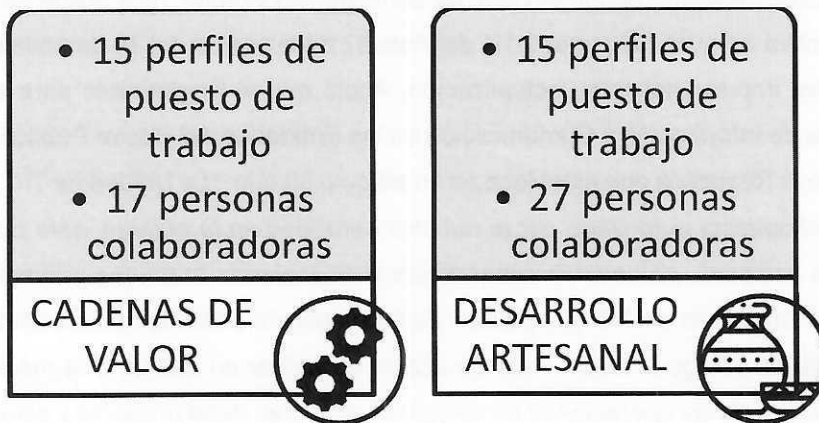 • 15 perfiles de
puesto de
trabajo
• 17 personas
colaboradoras
CADENAS DE
VALOR
• 15 perfiles de
puesto de
trabajo
• 27 personas
colaboradoras
DESARROLLO
ARTESANAL